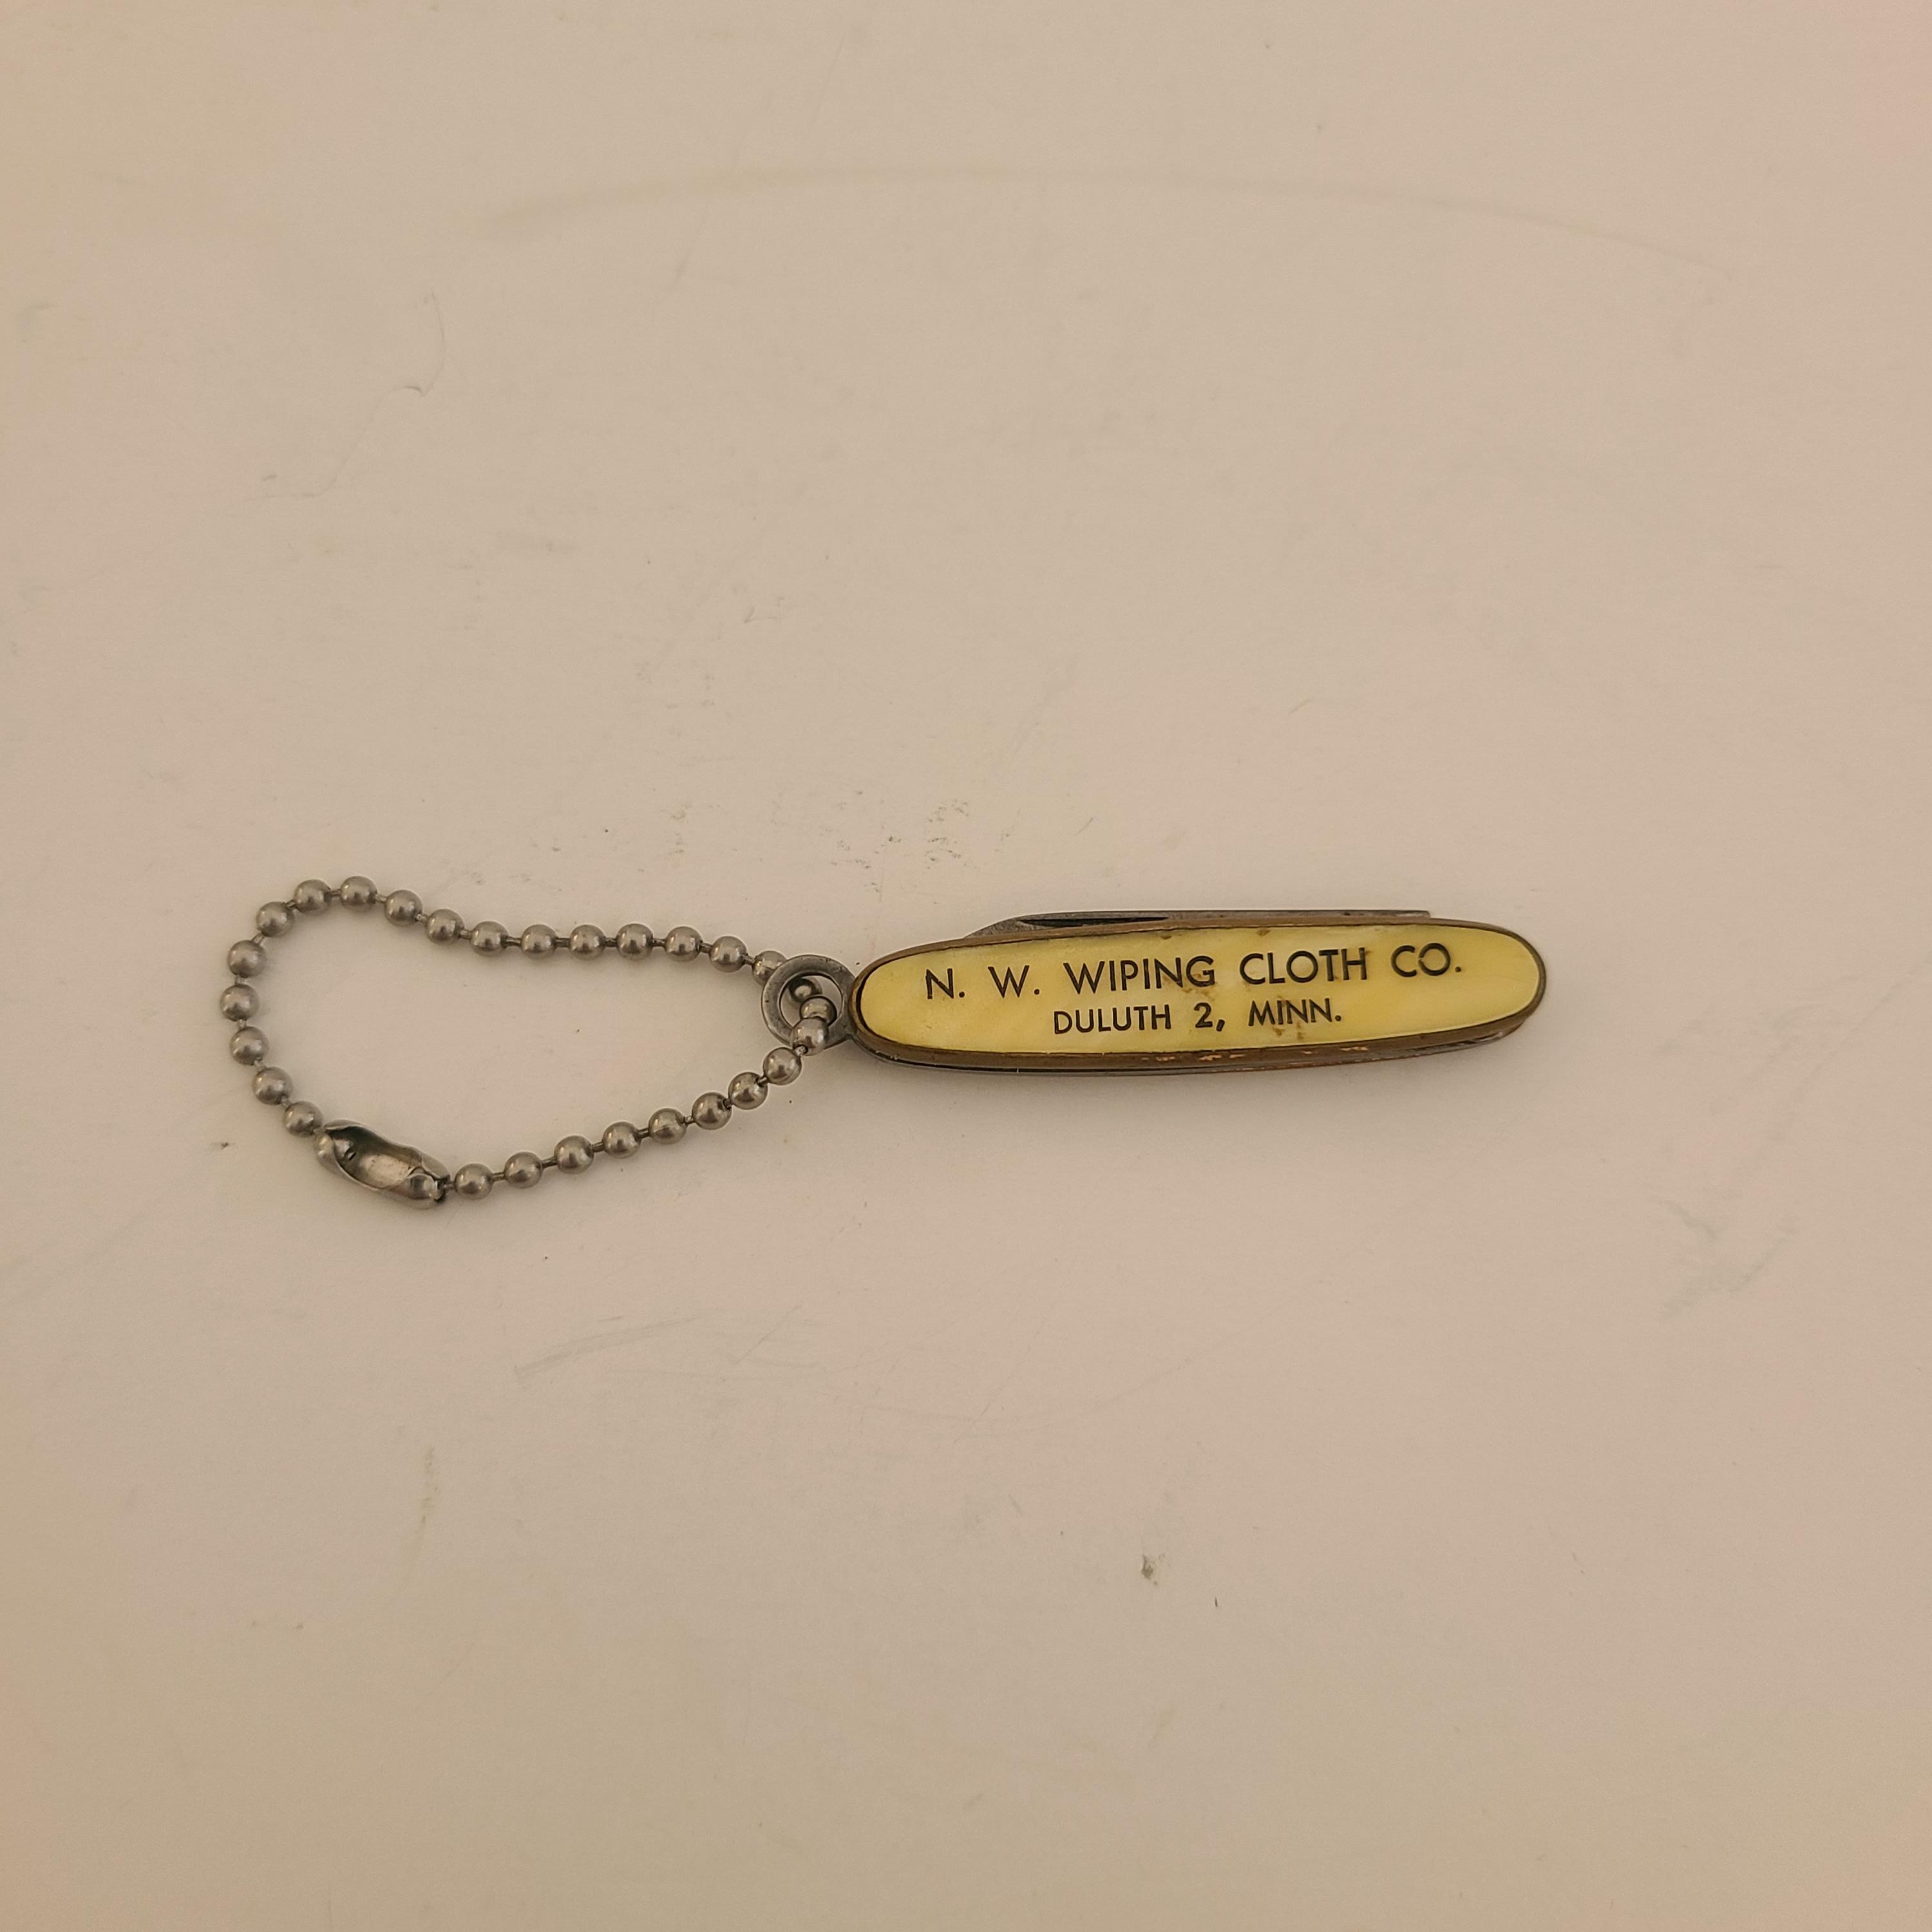 N. W. WIPING CLOTH CO.
DULUTH 2, MINN.